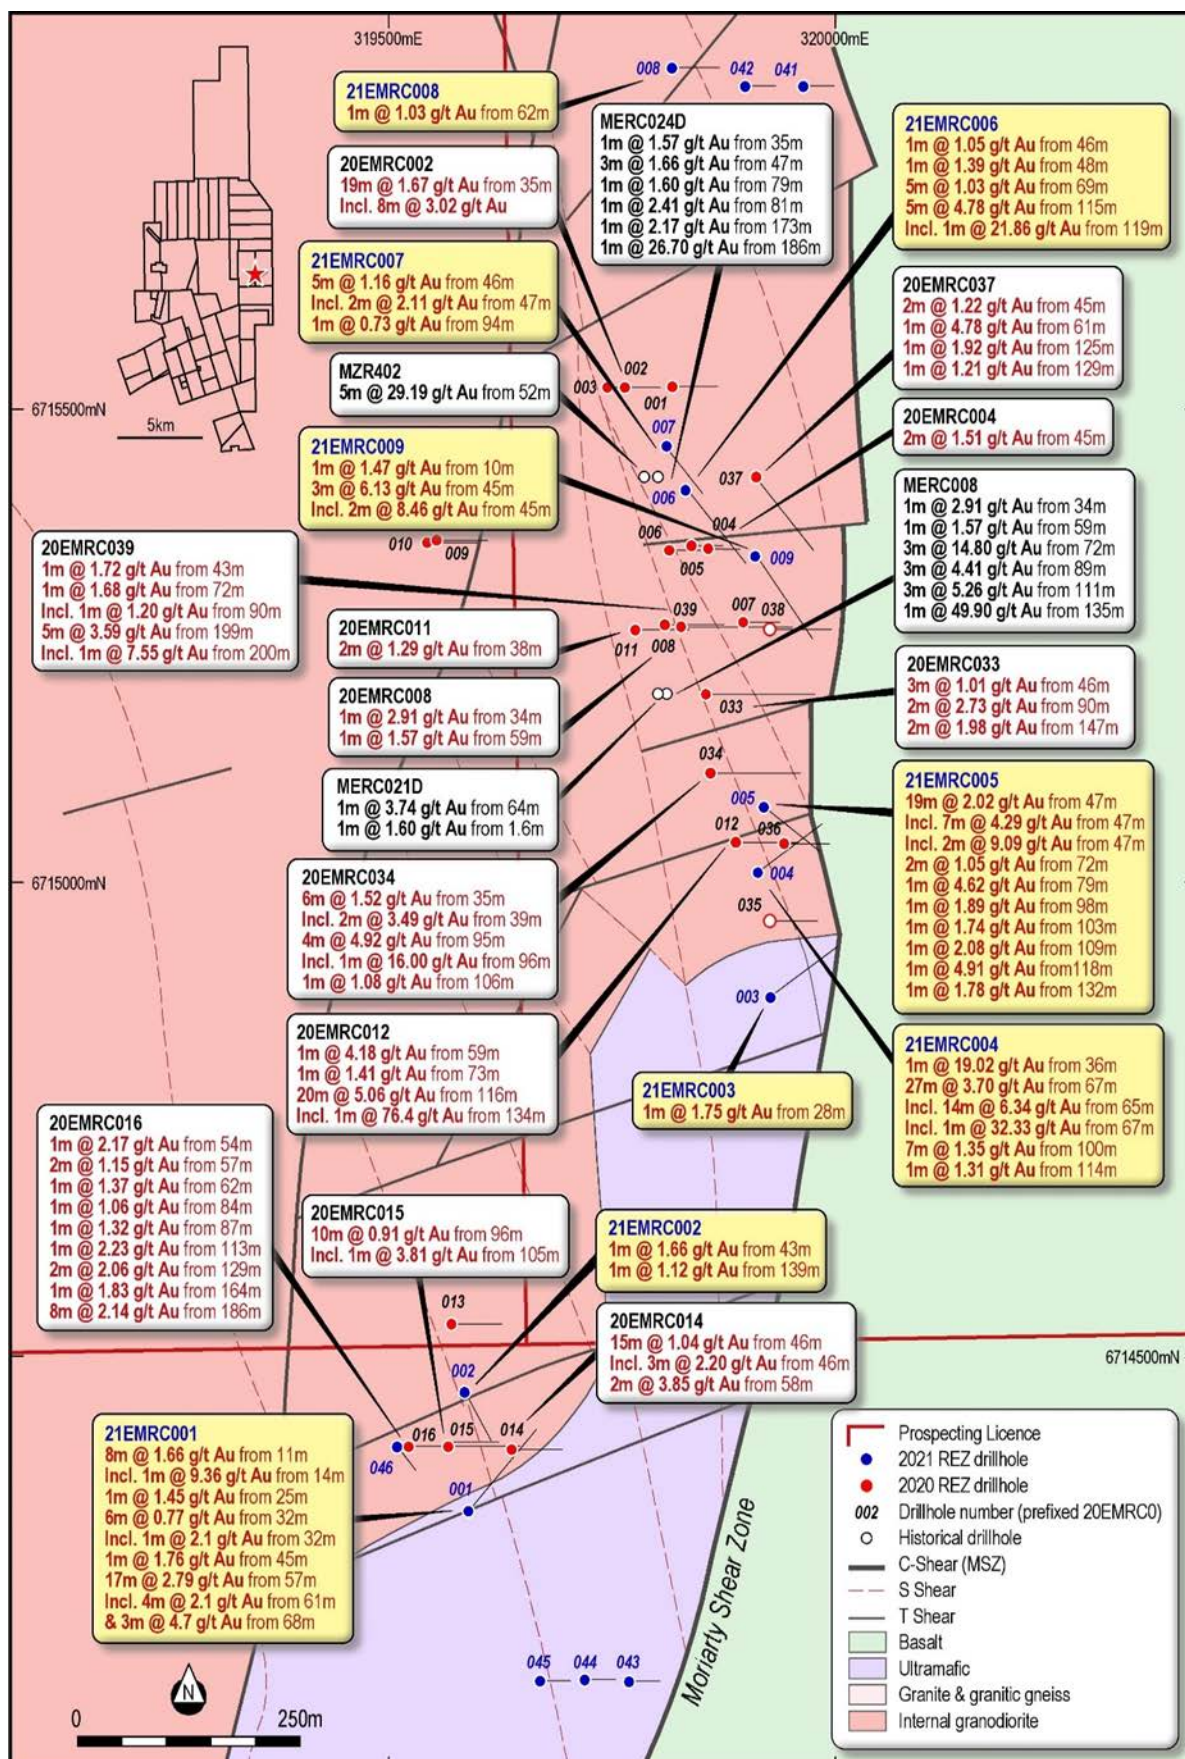 319500mE
320000mE
008
042
041
21EMRC008
1m @ 1.03 g/t Au from 62m
20EMRC002
19m @ 1.67 g/t Au from 35m
Incl. 8m @ 3.02 g/t Au
MERC024D
1m @ 1.57 g/t Au from 35m
3m @ 1.66 g/t Au from 47m
1m @ 1.60 g/t Au from 79m
1m @ 2.41 g/t Au from 81m
1m @ 2.17 g/t Au from 173m
1m @ 26.70 g/t Au from 186m
21EMRC006
1m @ 1.05 g/t Au from 46m
1m @ 1.39 g/t Au from 48m
5m @ 1.03 g/t Au from 69m
5m @ 4.78 g/t Au from 115m
Incl. 1m @ 21.86 g/t Au from 119m
21EMRC007
5m @ 1.16 g/t Au from 46m
Incl. 2m @ 2.11 g/t Au from 47m
1m @ 0.73 g/t Au from 94m
20EMRC037
2m @ 1.22 g/t Au from 45m
1m @ 4.78 g/t Au from 61m
1m @ 1.92 g/t Au from 125m
1m @ 1.21 g/t Au from 129m
MZR402
5m @ 29.19 g/t Au from 52m
003
002
001
6715500mN
5km
20EMRC004
2m @ 1.51 g/t Au from 45m
21EMRC009
1m @ 1.47 g/t Au from 10m
3m @ 6.13 g/t Au from 45m
Incl. 2m @ 8.46 g/t Au from 45m
007
037
006
MERC008
1m @ 2.91 g/t Au from 34m
1m @ 1.57 g/t Au from 59m
3m @ 14.80 g/t Au from 72m
3m @ 4.41 g/t Au from 89m
3m @ 5.26 g/t Au from 111m
1m @ 49.90 g/t Au from 135m
010
009
006
004
005
009
20EMRC039
1m @ 1.72 g/t Au from 43m
1m @ 1.68 g/t Au from 72m
Incl. 1m @ 1.20 g/t Au from 90m
5m @ 3.59 g/t Au from 199m
Incl. 1m @ 7.55 g/t Au from 200m
20EMRC011
2m @ 1.29 g/t Au from 38m
039
007
038
011
008
20EMRC008
1m @ 2.91 g/t Au from 34m
1m @ 1.57 g/t Au from 59m
033
20EMRC033
3m @ 1.01 g/t Au from 46m
2m @ 2.73 g/t Au from 90m
2m @ 1.98 g/t Au from 147m
MERC021D
1m @ 3.74 g/t Au from 64m
1m @ 1.60 g/t Au from 1.6m
034
005
012
036
004
035
003
21EMRC005
19m @ 2.02 g/t Au from 47m
Incl. 7m @ 4.29 g/t Au from 47m
Incl. 2m @ 9.09 g/t Au from 47m
2m @ 1.05 g/t Au from 72m
1m @ 4.62 g/t Au from 79m
1m @ 1.89 g/t Au from 98m
1m @ 1.74 g/t Au from 103m
1m @ 2.08 g/t Au from 109m
1m @ 4.91 g/t Au from118m
1m @ 1.78 g/t Au from 132m
6715000mN
20EMRC034
6m @ 1.52 g/t Au from 35m
Incl. 2m @ 3.49 g/t Au from 39m
4m @ 4.92 g/t Au from 95m
Incl. 1m @ 16.00 g/t Au from 96m
1m @ 1.08 g/t Au from 106m
20EMRC012
1m @ 4.18 g/t Au from 59m
1m @ 1.41 g/t Au from 73m
20m @ 5.06 g/t Au from 116m
Incl. 1m @ 76.4 g/t Au from 134m
21EMRC003
1m @ 1.75 g/t Au from 28m
21EMRC004
1m @ 19.02 g/t Au from 36m
27m @ 3.70 g/t Au from 67m
Incl. 14m @ 6.34 g/t Au from 65m
Incl. 1m @ 32.33 g/t Au from 67m
7m @ 1.35 g/t Au from 100m
1m @ 1.31 g/t Au from 114m
20EMRC016
1m @ 2.17 g/t Au from 54m
2m @ 1.15 g/t Au from 57m
1m @ 1.37 g/t Au from 62m
1m @ 1.06 g/t Au from 84m
1m @ 1.32 g/t Au from 87m
1m @ 2.23 g/t Au from 113m
2m @ 2.06 g/t Au from 129m
1m @ 1.83 g/t Au from 164m
8m @ 2.14 g/t Au from 186m
20EMRC015
10m @ 0.91 g/t Au from 96m
Incl. 1m @ 3.81 g/t Au from 105m
21EMRC002
1m @ 1.66 g/t Au from 43m
1m @ 1.12 g/t Au from 139m
013
20EMRC014
15m @ 1.04 g/t Au from 46m
Incl. 3m @ 2.20 g/t Au from 46m
2m @ 3.85 g/t Au from 58m
6714500mN
002
016
015
014
046
001
21EMRC001
8m @ 1.66 g/t Au from 11m
Incl. 1m @ 9.36 g/t Au from 14m
1m @ 1.45 g/t Au from 25m
6m @ 0.77 g/t Au from 32m
Incl. 1m @ 2.1 g/t Au from 32m
1m @ 1.76 g/t Au from 45m
17m @ 2.79 g/t Au from 57m
Incl. 4m @ 2.1 g/t Au from 61m
& 3m @ 4.7 g/t Au from 68m
045
044
043
Moriarty Shear Zone
N
0
250m
Prospecting Licence
2021 REZ drillhole
2020 REZ drillhole
002 Drillhole number (prefixed 20EMRC0)
Historical drillhole
C-Shear (MSZ)
S Shear
T Shear
Basalt
Ultramafic
Granite & granitic gneiss
Internal granodiorite